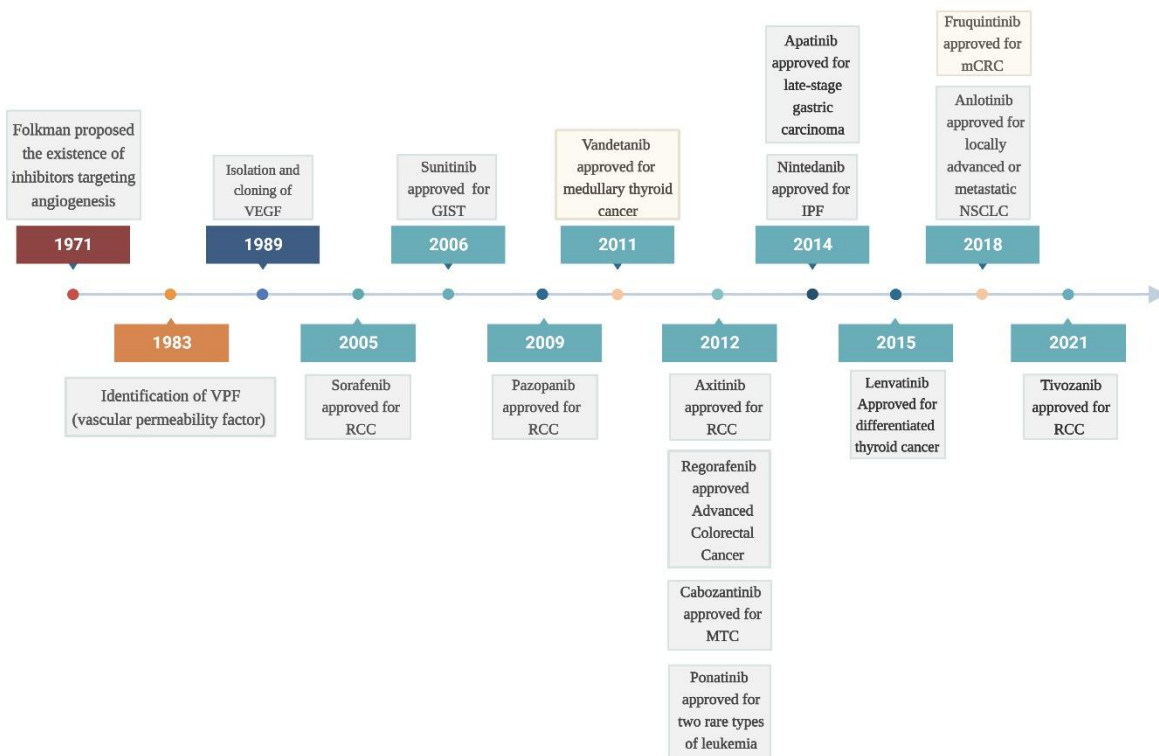 Folkman proposed
the existence of
inhibitors targeting
angiogenesis
1971
Identification of VPF
(vascular permeability factor)
1983
Isolation and
cloning of
VEGF
1989
2005
Sorafenib
approved for
RCC
Sunitinib
approved for
GIST
2006
2009
Pazopanib
approved for
RCC
Vandetanib
approved for
medullary thyroid
cancer
2011
2012
Axitinib
approved for
RCC
Regorafenib
approved
Advanced
Colorectal
Cancer
Cabozantinib
approved for
MTC
Ponatinib
approved for
two rare types
of leukemia
Apatinib
approved for
late-stage
gastric
carcinoma
Nintedanib
approved for
IPF
2014
2015
Lenvatinib
Approved for
differentiated
thyroid cancer
Fruquintinib
approved for
mCRC
Anlotinib
approved for
locally
advanced or
metastatic
NSCLC
2018
2021
Tivozanib
approved for
RCC